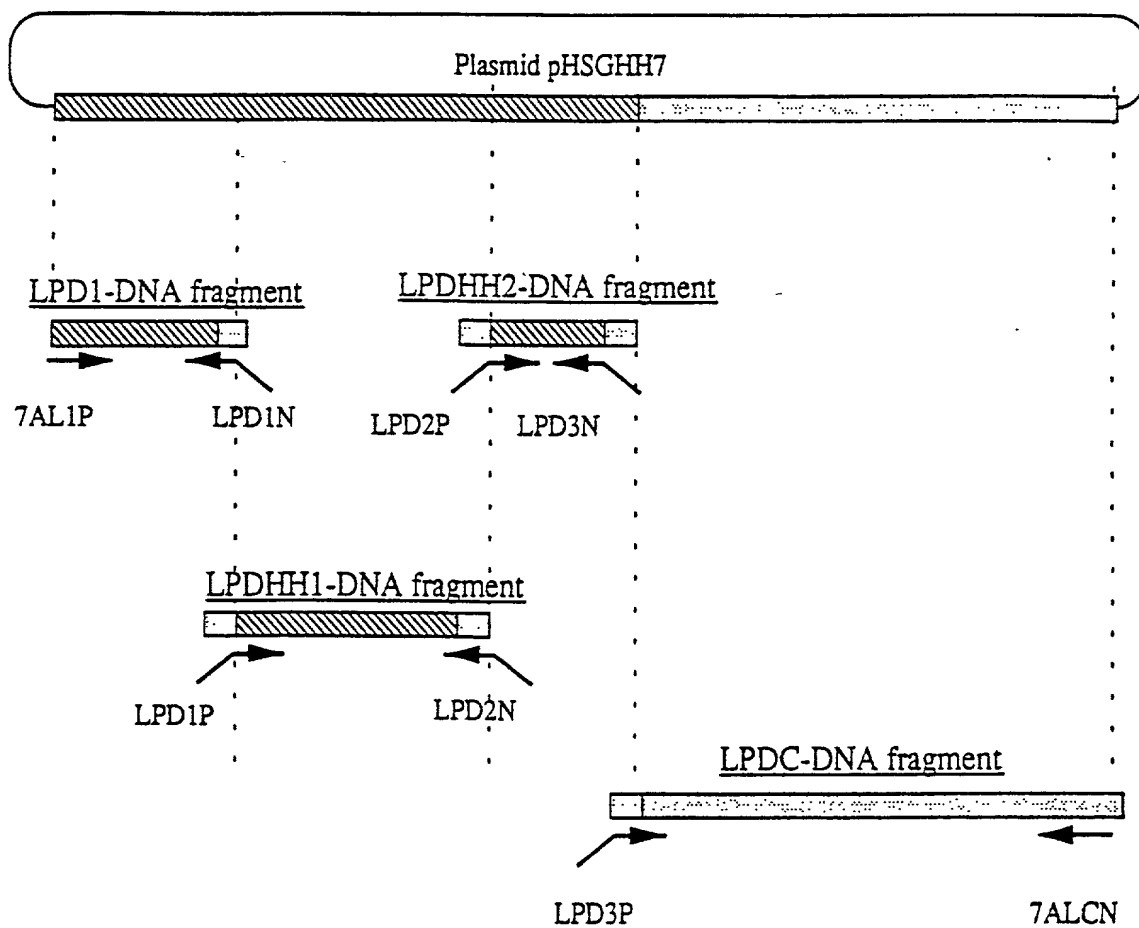 Plasmid pHSGHH7
LPD1-DNA fragment
LPDHH2-DNA fragment
7AL1P
LPD1N
LPD2P
LPD3N
LPDHH1-DNA fragment
LPD1P
LPD2N
LPDC-DNA fragment
LPD3P
7ALCN